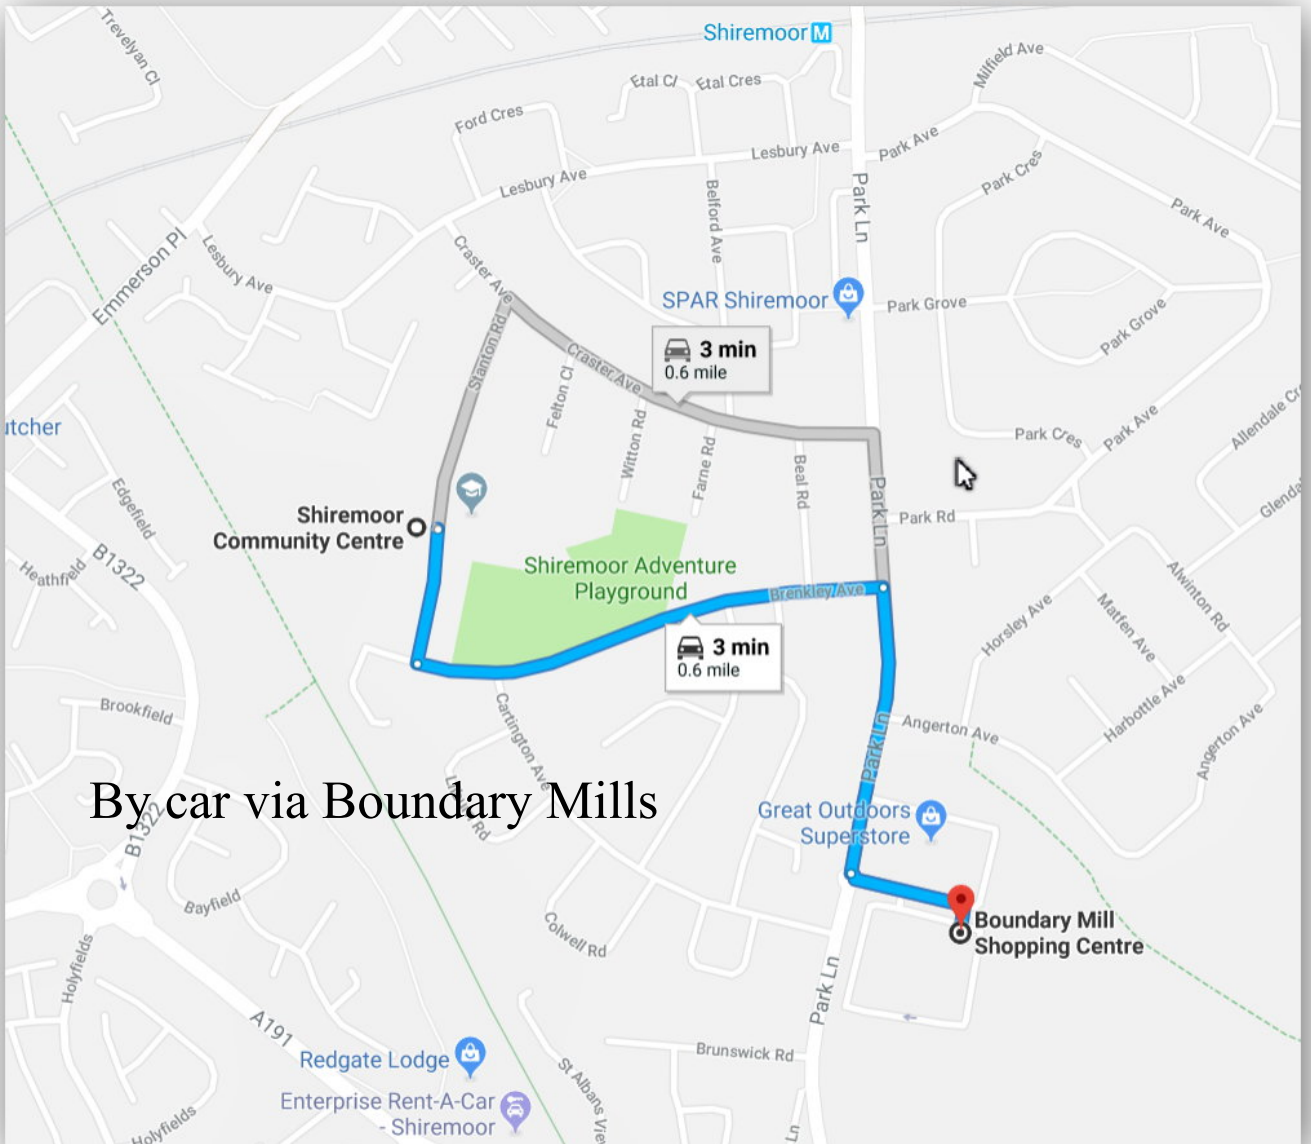 Trevelyan Cl
Shiremoor M
Milfield Ave
Etal Cl
Etal Cres
Ford Cres
Lesbury Ave
Park Ave
Lesbury Ave
Park Cres
Belford Ave
Park Ln
Park Ave
Emmerson Pl
Lesbury Ave
Craster Ave
SPAR Shiremoor
Park Grove
Park Grove
Stanton Rd
3 min
0.6 mile
Craster Ave
Felton Cl
utcher
Witton Rd
Farne Rd
Beal Rd
Park Cres
Park Ave
Allendale Cr
Park Ln
Park Rd
Glenda
Edgefield
Shiremoor
Community Centre
B1322
Heathfield
Shiremoor Adventure
Playground
Brenkley Ave
Alwinton Rd
Horsley Ave
Matfen Ave
3 min
0.6 mile
Brookfield
Cartington Ave
Park Ln
Angerton Ave
Harbottle Ave
Angerton Ave
By car via Boundary Mills
B1322
Rd
Great Outdoors
Superstore
Bayfield
Colwell Rd
Boundary Mill
Shopping Centre
Holyfields
Park Ln
A191
Redgate Lodge
Brunswick Rd
St Albans Vie
Enterprise Rent-A-Car
- Shiremoor
Holyfields
Ln